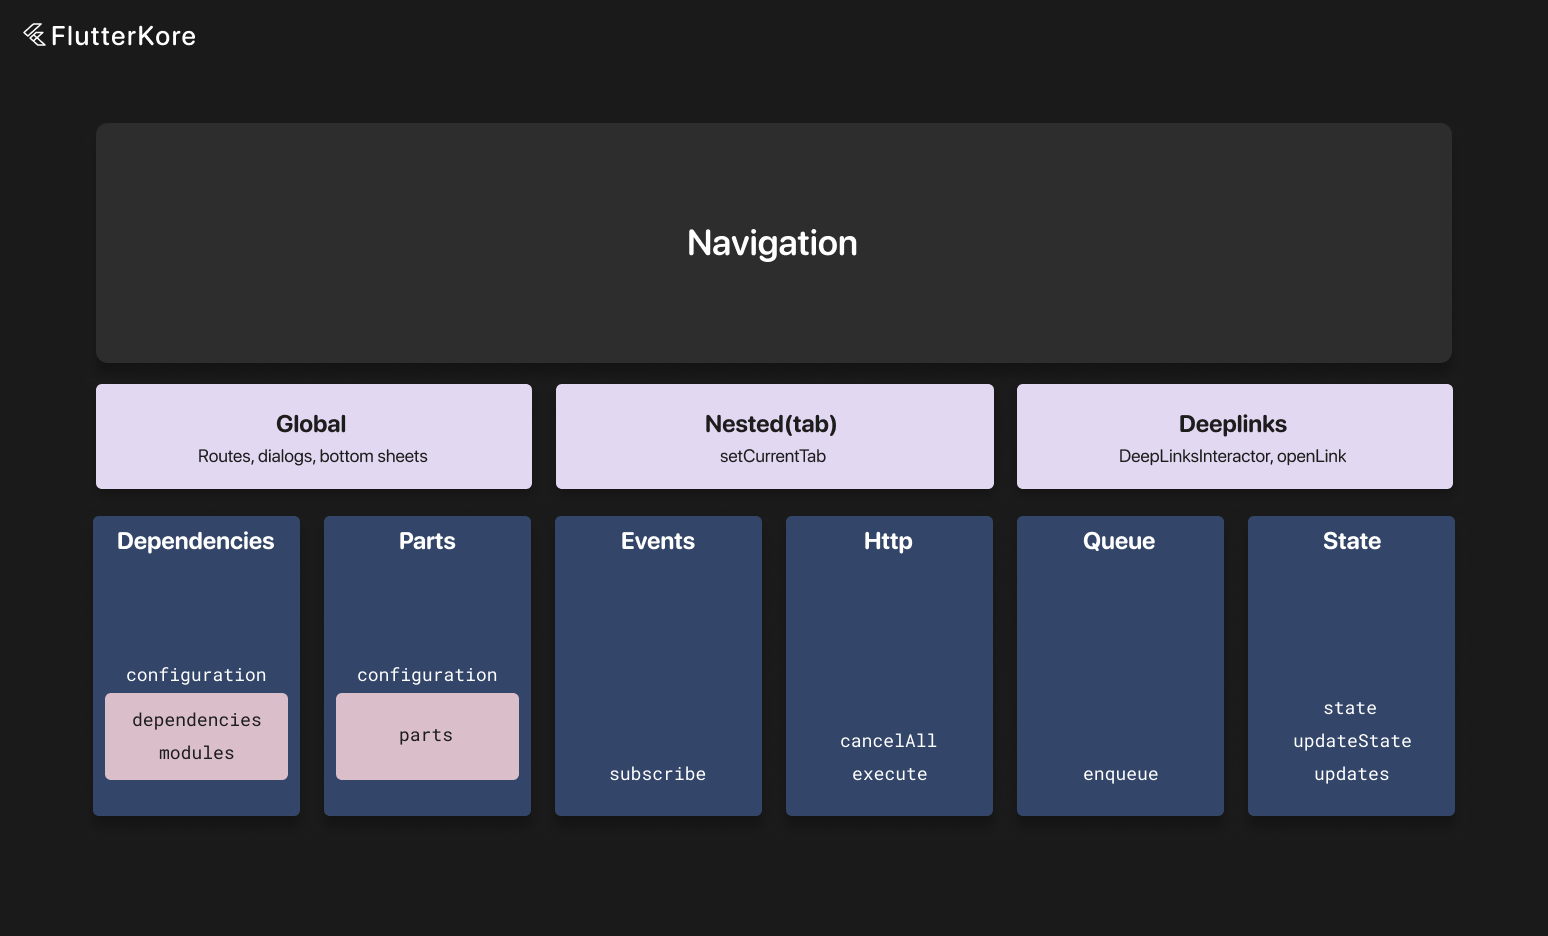 FlutterKore
Navigation
Global
Routes, dialogs, bottom sheets
Nested(tab)
setCurrentTab
Deeplinks
DeepLinksInteractor, openLink
Dependencies
configuration
dependencies
modules
Parts
configuration
parts
Events
subscribe
Http
cancelAll
execute
Queue
enqueue
State
state
updateState
updates